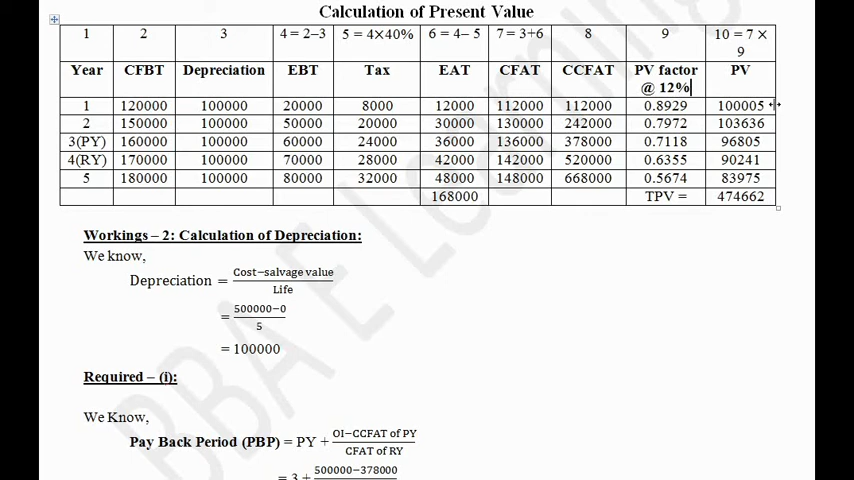 Calculation of Present Value
1 2 3 4 = 2−3 5 = 4×40% 6 = 4− 5 7 = 3+6 8 9 10 = 7 × 9
Year CFBT Depreciation EBT Tax EAT CFAT CCFAT PV factor @ 12% PV
1 120000 100000 20000 8000 12000 112000 112000 0.8929 100005
2 150000 100000 50000 20000 30000 130000 242000 0.7972 103636
3(PY) 160000 100000 60000 24000 36000 136000 378000 0.7118 96805
4(RY) 170000 100000 70000 28000 42000 142000 520000 0.6355 90241
5 180000 100000 80000 32000 48000 148000 668000 0.5674 83975
168000 TPV = 474662
Workings – 2: Calculation of Depreciation:
We know,
Depreciation = Cost−salvage value / Life
= 500000−0 / 5
= 100000
Required – (i):
We Know,
Pay Back Period (PBP) = PY + OI−CCFAT of PY / CFAT of RY
= 3 + 500000−378000
BBA E Learning